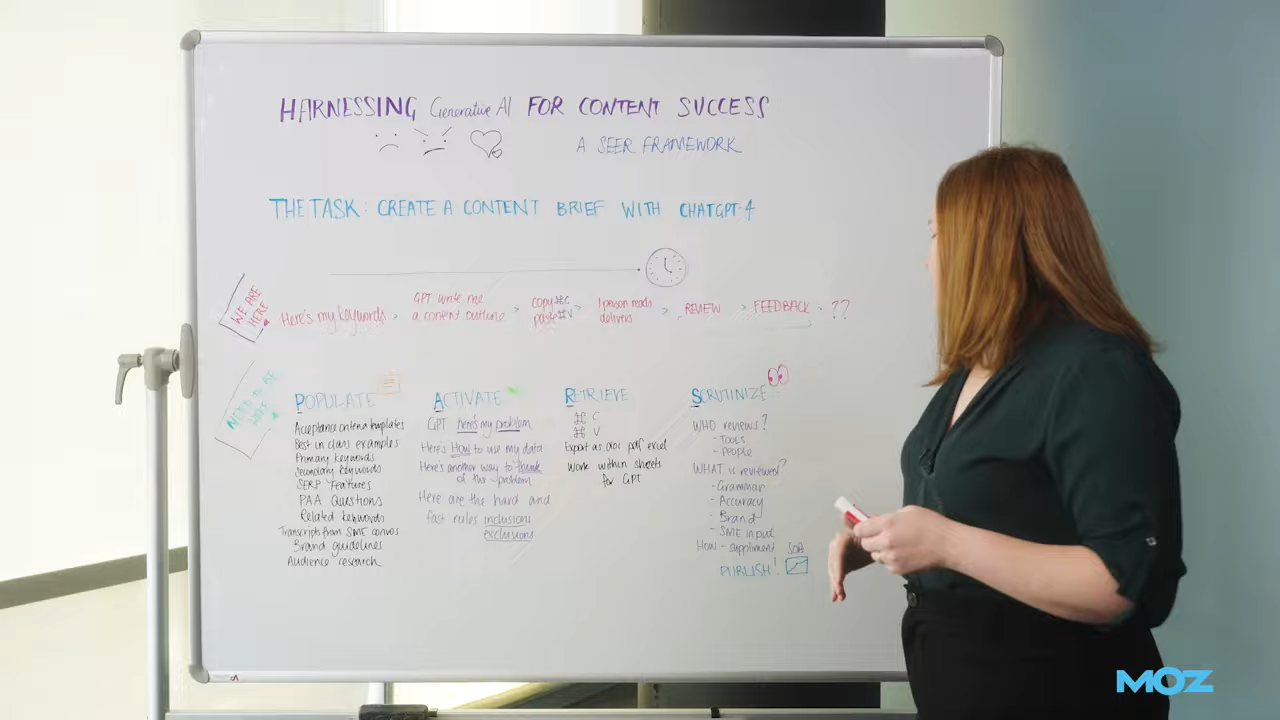 HARNESSING Generative AI FOR CONTENT SUCCESS
A SEER FRAMEWORK
THE TASK: CREATE A CONTENT BRIEF WITH CHATGPT-4
WE ARE
HERE!
Here's my keywords >
GPT write me
a content outline >
copy ⌘C
paste ⌘V >
1 person reads
delivers >
REVIEW > FEEDBACK > ??
NEED TO BE
POPULATE
Acceptance criteria templates
Best in class examples
Primary keywords
Secondary keywords
SERP Features
PAA Questions
Related keywords
Transcripts from SME convos
Brand guidelines
Audience research
ACTIVATE
GPT here's my problem
Here's How to use my data
Here's another way to think
of the problem
Here are the hard and
fast rules inclusions
exclusions
RETRIEVE
⌘ C
⌘ V
Export as doc pdf excel
Work within sheets
for GPT
SCRUTINIZE
WHO reviews?
- Tools
- People
WHAT is reviewed?
- Grammar
- Accuracy
- Brand
- SME input
HOW - suppliment
PUBLISH!
MOZ